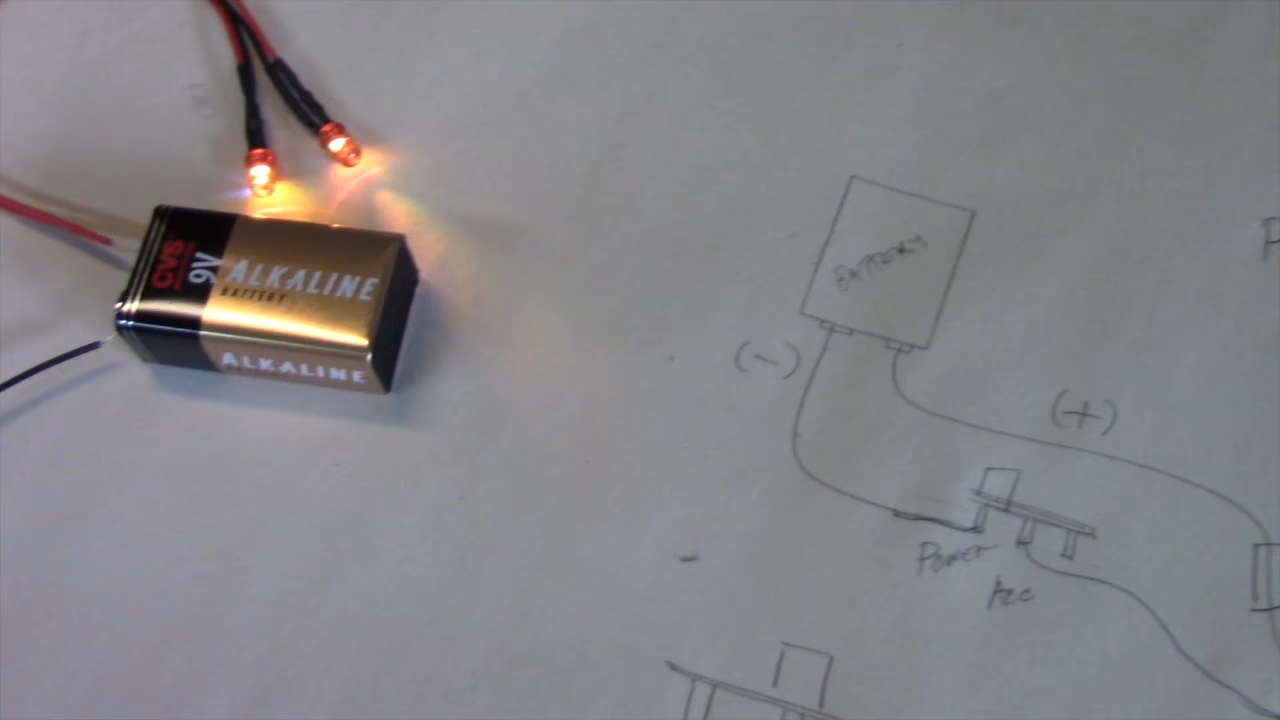 CVS
9V
ALKALINE
BATTERY
ALKALINE
BATTERY
(-)
(+)
Power
Acc
P